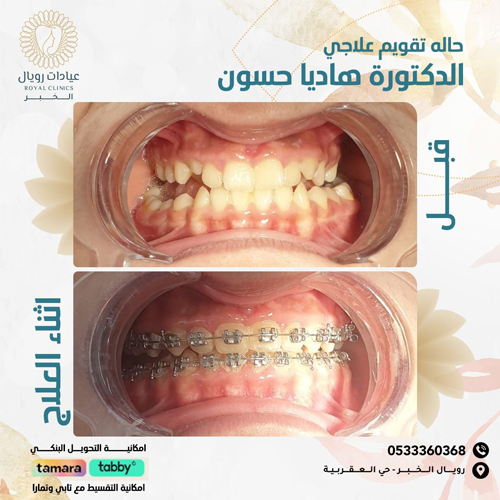 حاله تقويم علاجي
الدكتورة هاديا حسون
عيادات رويال
ROYAL CLINICS
الخبر
قبل
اثناء العلاج
امكانية التحويل البنكي
tamara
tabby
امكانية التقسيط مع تابي وتمارا
0533360368
رويال الخبر - حي العقربية